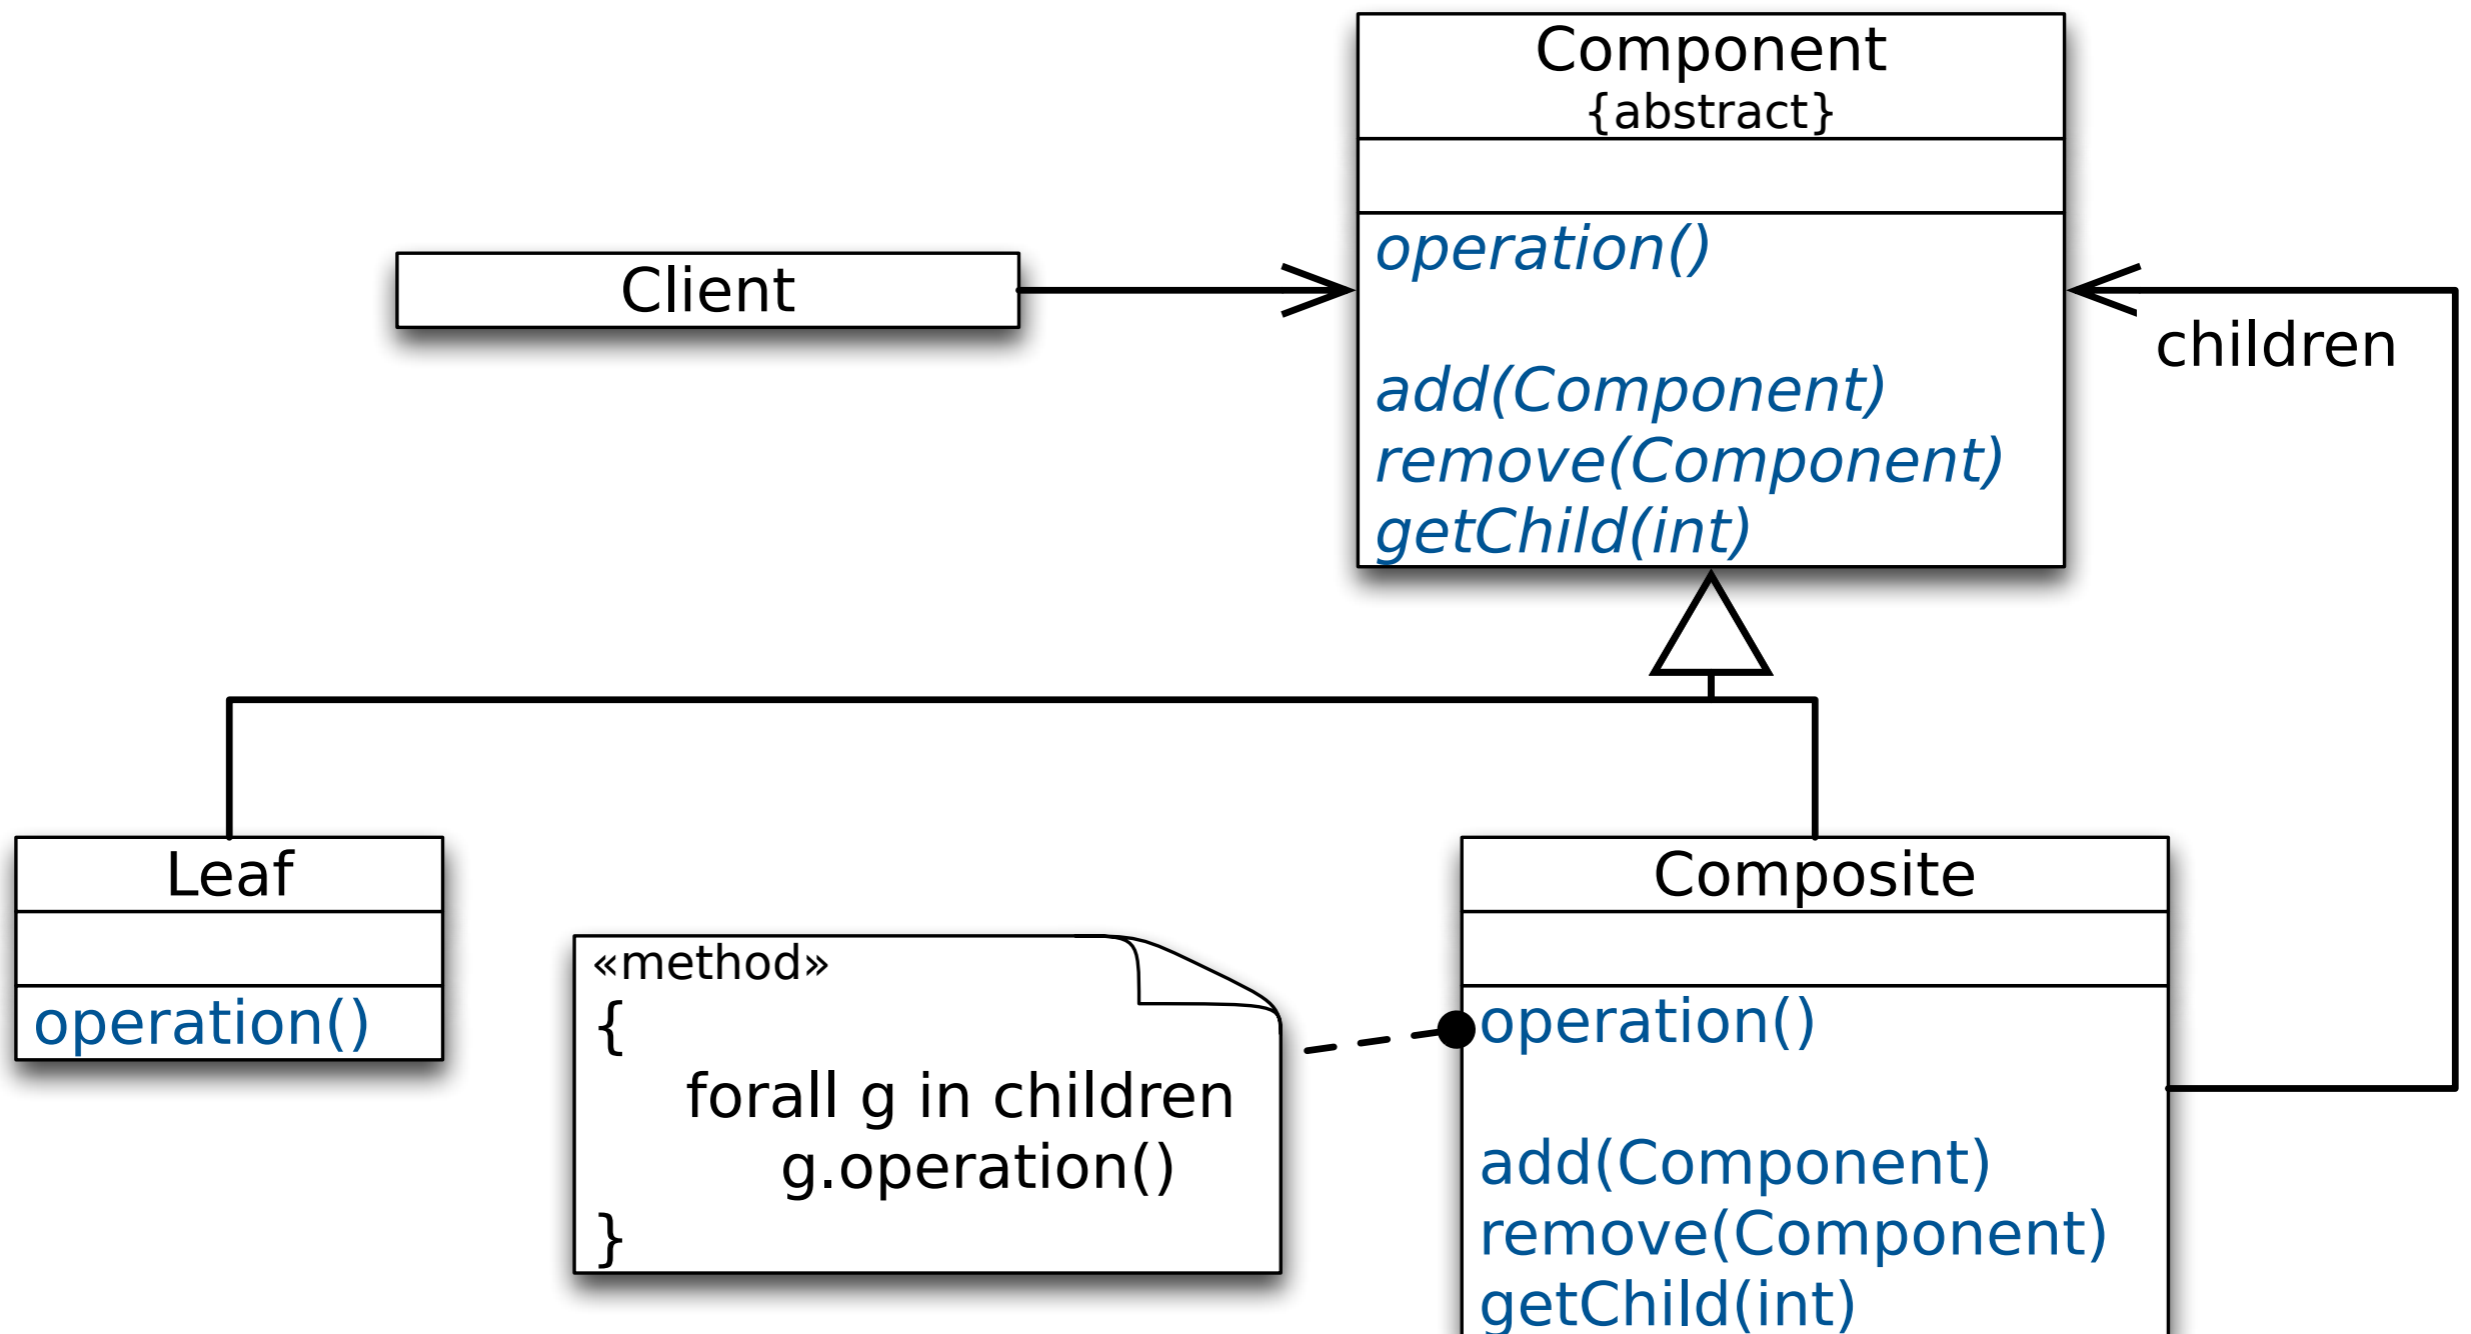 Component
{abstract}
operation()
add(Component)
remove(Component)
getChild(int)
Client
children
Leaf
operation()
«method»
{
forall g in children
g.operation()
}
Composite
operation()
add(Component)
remove(Component)
getChild(int)